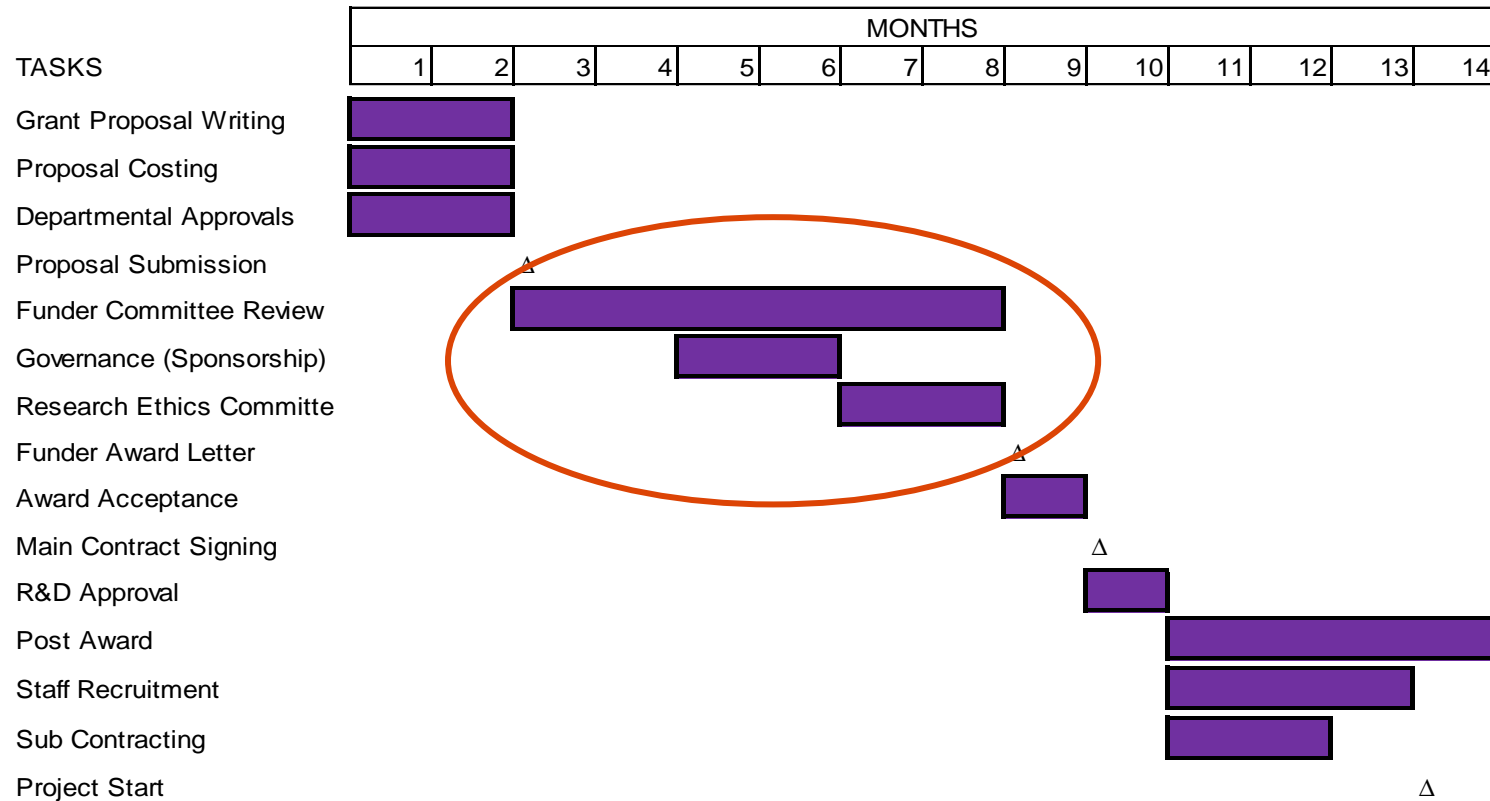 MONTHS
TASKS 1 2 3 4 5 6 7 8 9 10 11 12 13 14
Grant Proposal Writing
Proposal Costing
Departmental Approvals
Proposal Submission Δ
Funder Committee Review
Governance (Sponsorship)
Research Ethics Committe
Funder Award Letter Δ
Award Acceptance
Main Contract Signing Δ
R&D Approval
Post Award
Staff Recruitment
Sub Contracting
Project Start Δ